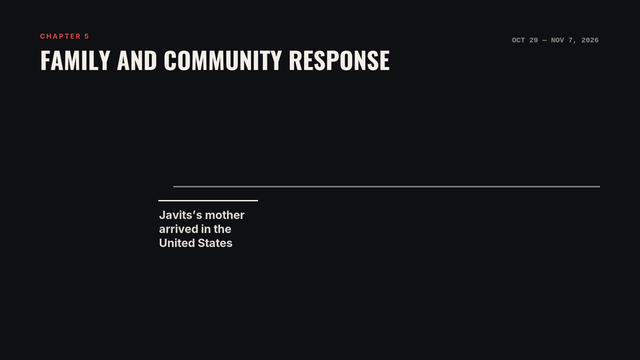 CHAPTER 5
OCT 29 — NOV 7, 2026
FAMILY AND COMMUNITY RESPONSE
Javits’s mother
arrived in the
United States